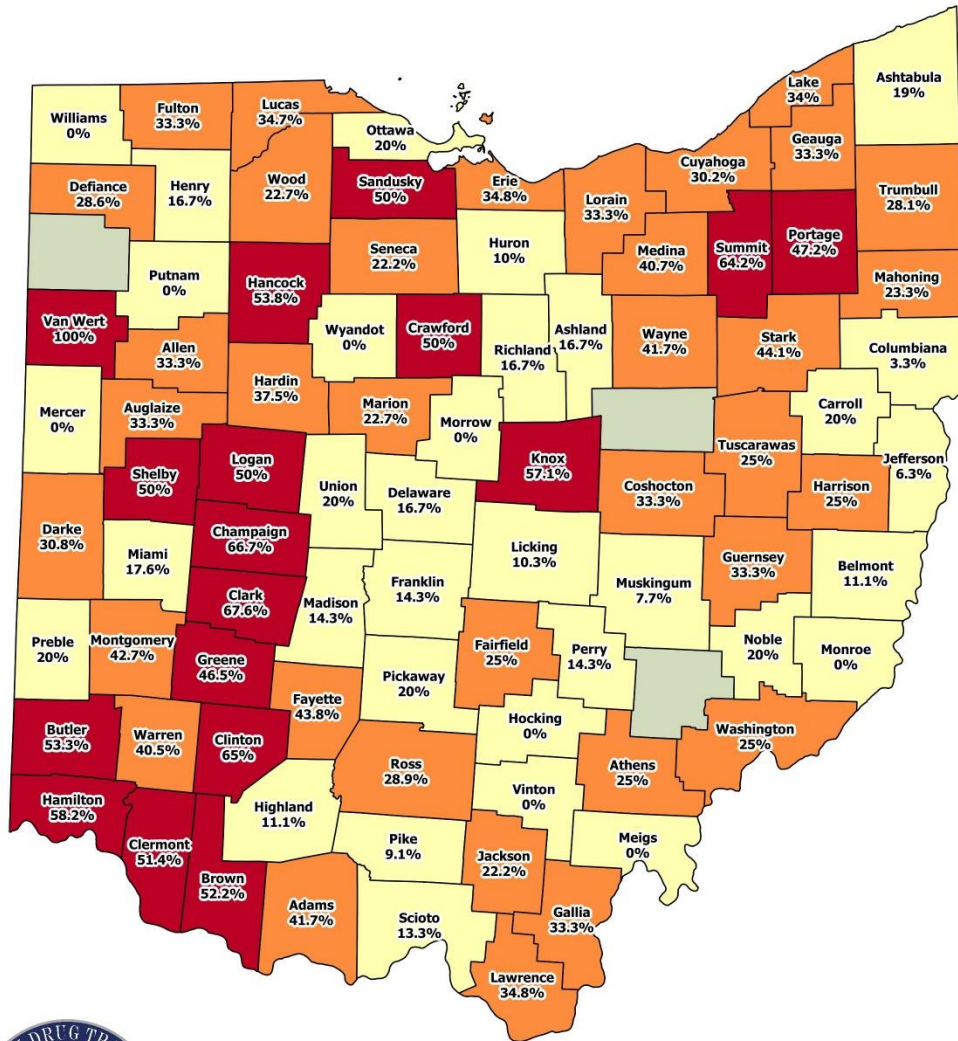 Lake
34%
Ashtabula
19%
Williams
0%
Fulton
33.3%
Lucas
34.7%
Ottawa
20%
Geauga
33.3%
Cuyahoga
30.2%
Defiance
28.6%
Henry
16.7%
Wood
22.7%
Sandusky
50%
Erie
34.8%
Lorain
33.3%
Trumbull
28.1%
Huron
10%
Medina
40.7%
Summit
64.2%
Portage
47.2%
Seneca
22.2%
Putnam
0%
Hancock
53.8%
Mahoning
23.3%
Van Wert
100%
Allen
33.3%
Wyandot
0%
Crawford
50%
Richland
16.7%
Ashland
16.7%
Wayne
41.7%
Stark
44.1%
Columbiana
3.3%
Hardin
37.5%
Mercer
0%
Auglaize
33.3%
Marion
22.7%
Morrow
0%
Carroll
20%
Tuscarawas
25%
Jefferson
6.3%
Shelby
50%
Logan
50%
Union
20%
Delaware
16.7%
Knox
57.1%
Coshocton
33.3%
Harrison
25%
Darke
30.8%
Miami
17.6%
Champaign
66.7%
Licking
10.3%
Guernsey
33.3%
Belmont
11.1%
Clark
67.6%
Madison
14.3%
Franklin
14.3%
Muskingum
7.7%
Preble
20%
Montgomery
42.7%
Greene
46.5%
Fairfield
25%
Perry
14.3%
Noble
20%
Monroe
0%
Pickaway
20%
Fayette
43.8%
Hocking
0%
Washington
25%
Butler
53.3%
Warren
40.5%
Clinton
65%
Ross
28.9%
Athens
25%
Vinton
0%
Hamilton
58.2%
Highland
11.1%
Clermont
51.4%
Brown
52.2%
Pike
9.1%
Jackson
22.2%
Meigs
0%
Adams
41.7%
Scioto
13.3%
Gallia
33.3%
Lawrence
34.8%
DRUG